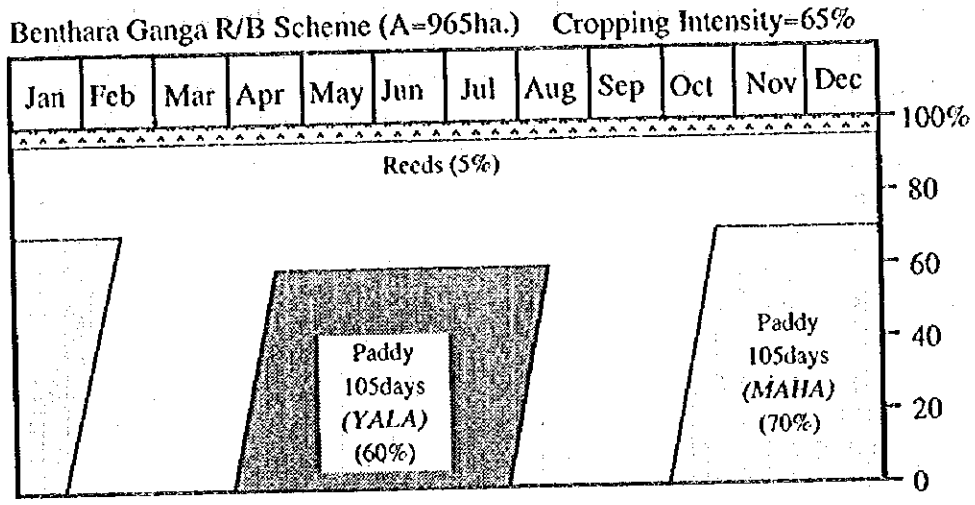 Benthara Ganga R/B Scheme (A=965ha.) Cropping Intensity=65%
Jan Feb Mar Apr May Jun Jul Aug Sep Oct Nov Dec
100%
Reeds (5%)
80
60
Paddy
105days
(MAHA)
(70%)
40
Paddy
105days
(YALA)
(60%)
20
0